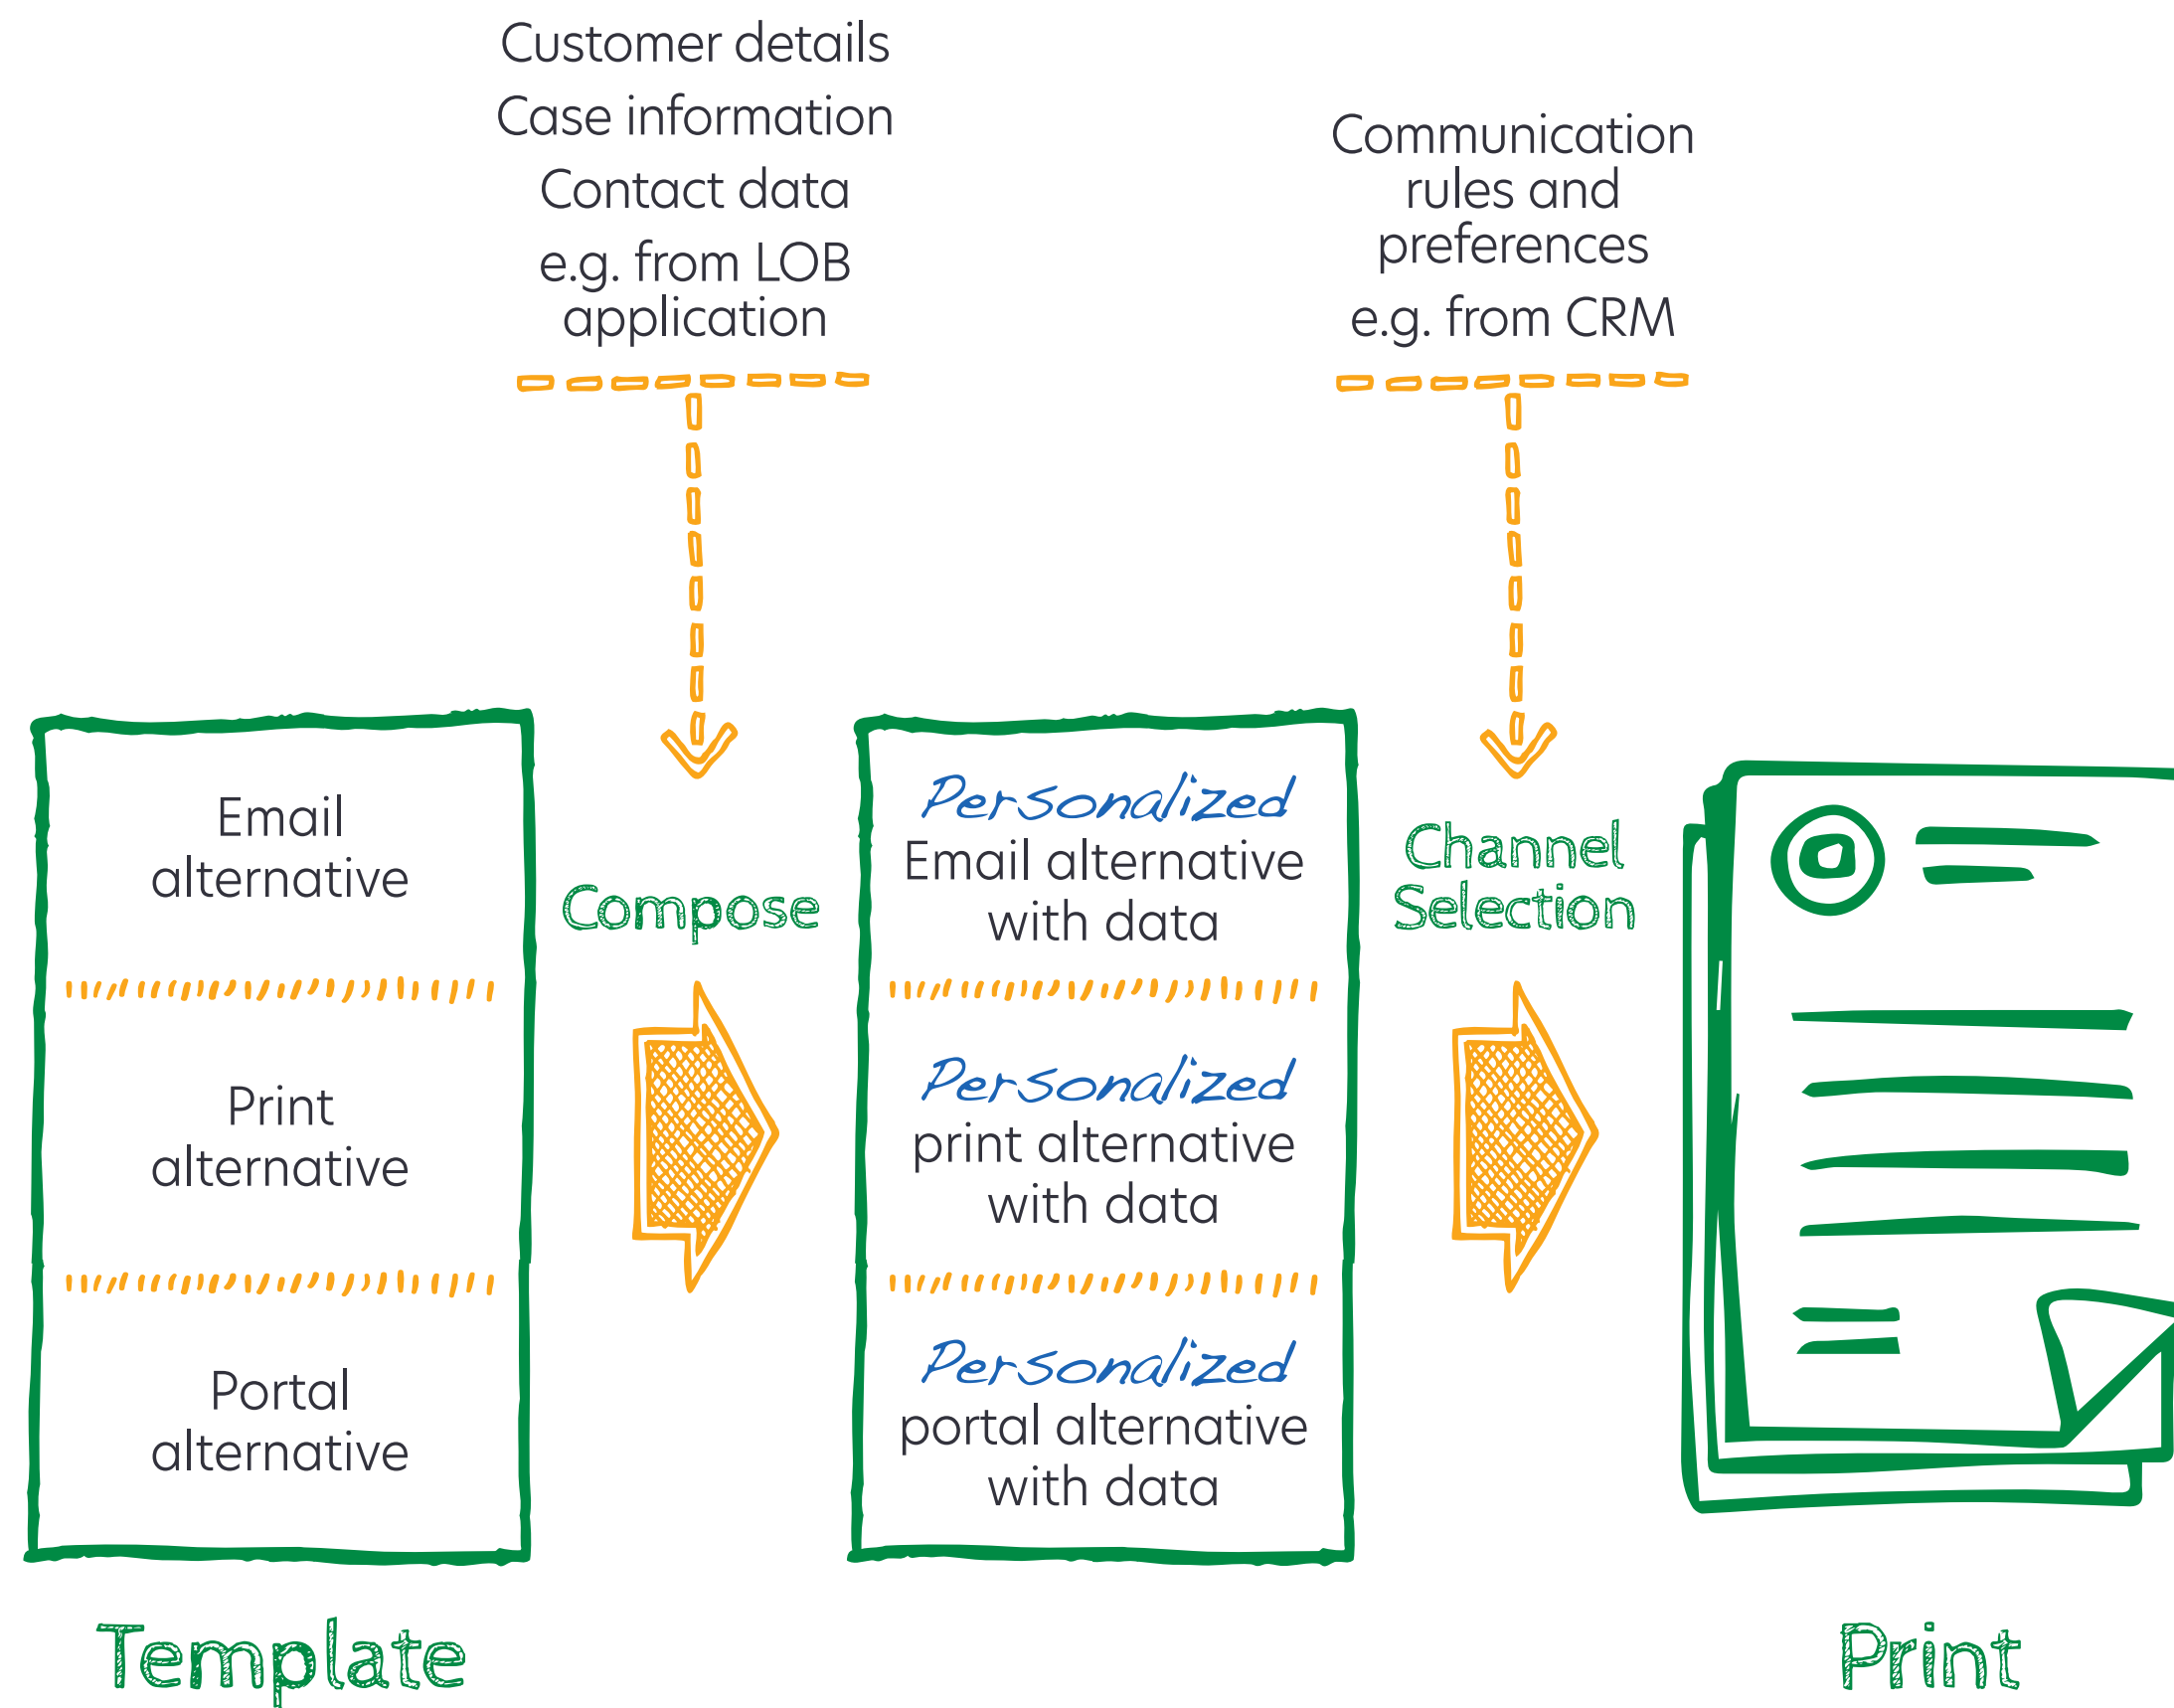 Customer details
Case information
Contact data
e.g. from LOB
application
Communication
rules and
preferences
e.g. from CRM
Email
alternative
Print
alternative
Portal
alternative
Compose
Personalized
Email alternative
with data
Personalized
print alternative
with data
Personalized
portal alternative
with data
Channel
Selection
Template
Print